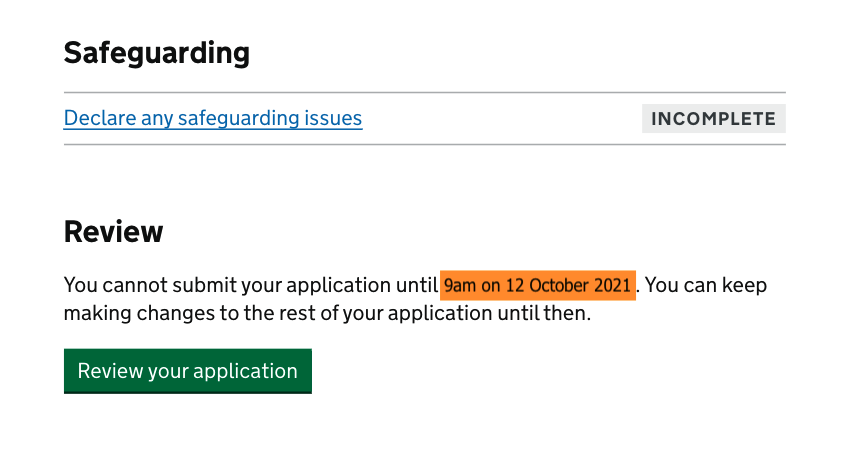 Safeguarding
Declare any safeguarding issues INCOMPLETE
Review
You cannot submit your application until 9am on 12 October 2021. You can keep
making changes to the rest of your application until then.
Review your application